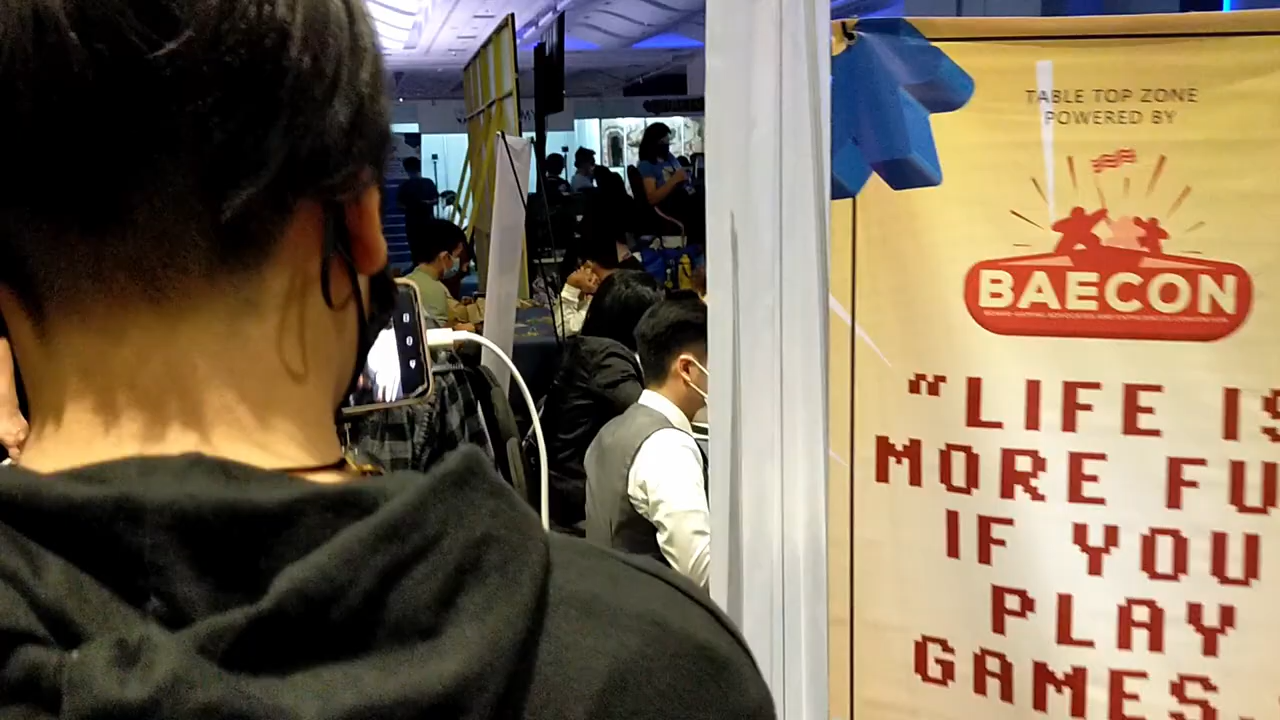 TABLE TOP ZONE
POWERED BY
BAECON
"LIFE IS
MORE FU
IF YOU
PLAY
GAMES.